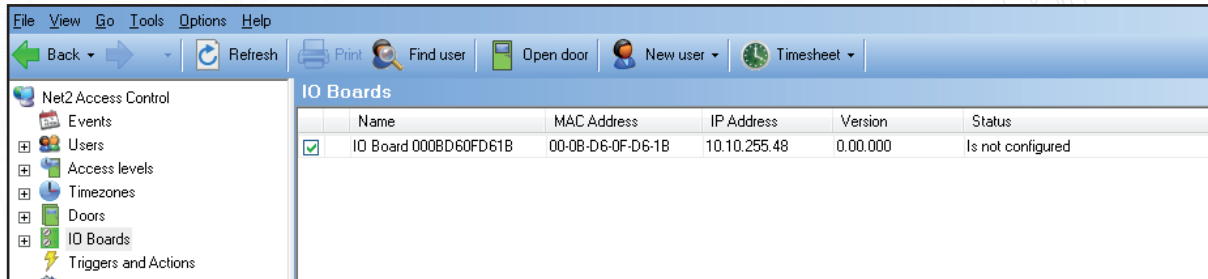 File View Go Tools Options Help
Back Refresh Print Find user Open door New user Timesheet
Net2 Access Control
Events
Users
Access levels
Timezones
Doors
IO Boards
Triggers and Actions
IO Boards
Name MAC Address IP Address Version Status
IO Board 000BD60FD61B 00-0B-D6-0F-D6-1B 10.10.255.48 0.00.000 Is not configured